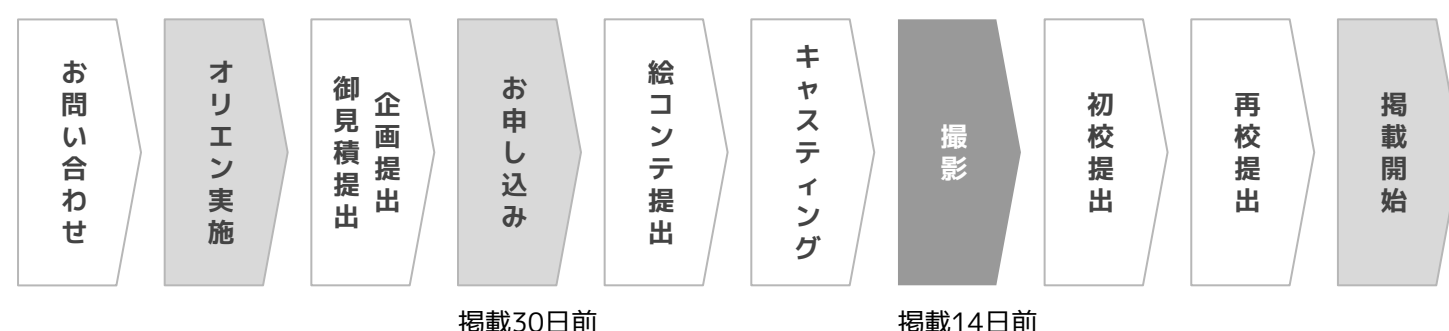 お問い合わせ
オリエン実施
企画提出
御見積提出
お申し込み
絵コンテ提出
キャスティング
撮影
初校提出
再校提出
掲載開始
掲載30日前
掲載14日前